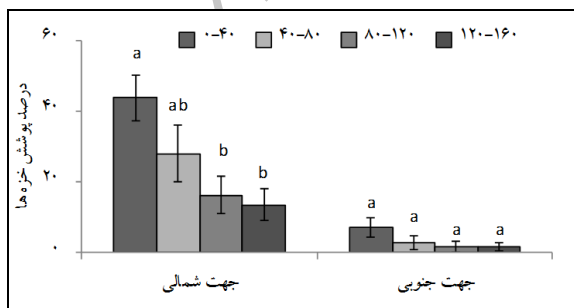 ۰-۴۰ ۴۰-۸۰ ۸۰-۱۲۰ ۱۲۰-۱۶۰
درصد پوشش خزه‌ها
۶۰
۴۰
۲۰
۰
a ab b b
a a a a
جهت شمالی
جهت جنوبی